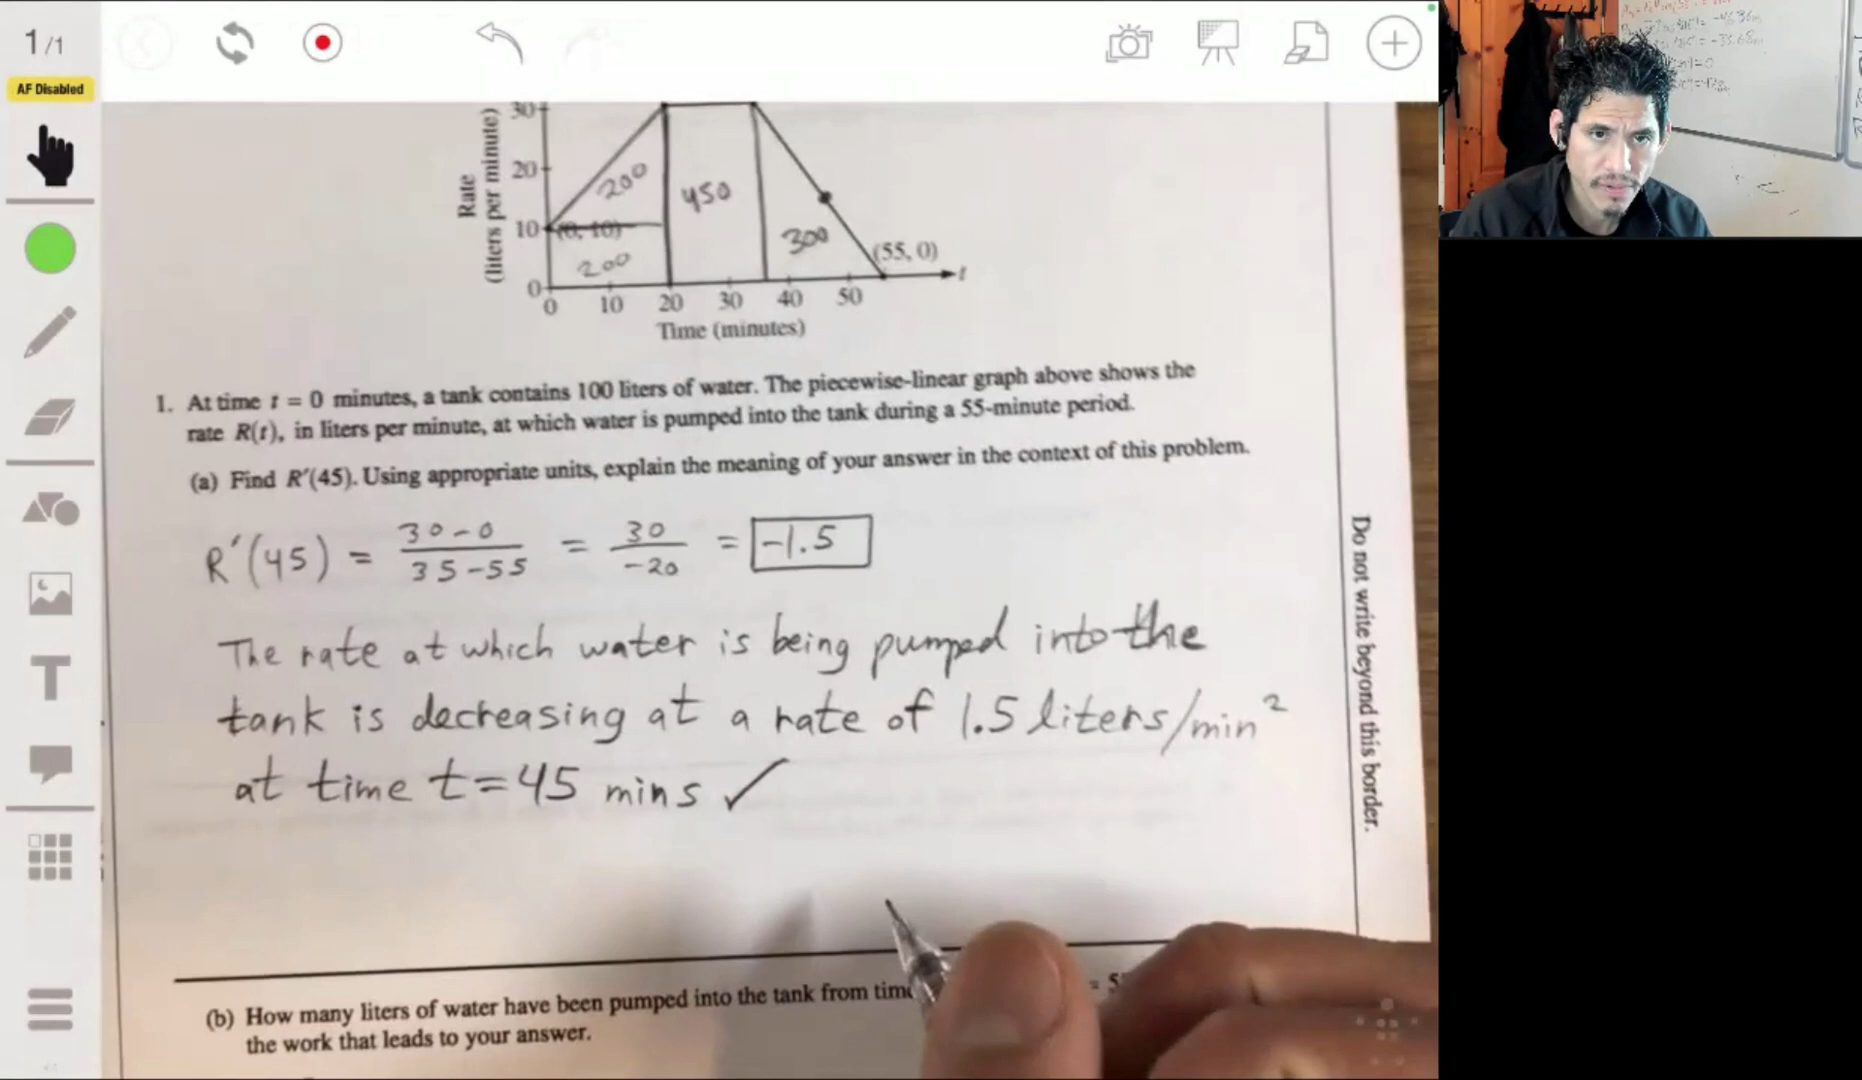 1/1
AF Disabled
30
20
10
0
Rate
(liters per minute)
200
450
(0, 10)
300
(55, 0)
200
0 10 20 30 40 50
t
Time (minutes)
1. At time t = 0 minutes, a tank contains 100 liters of water. The piecewise-linear graph above shows the
rate R(t), in liters per minute, at which water is pumped into the tank during a 55-minute period.
(a) Find R′(45). Using appropriate units, explain the meaning of your answer in the context of this problem.
R′(45) = 30-0 / 35-55 = 30 / -20 = -1.5
The rate at which water is being pumped into the
tank is decreasing at a rate of 1.5 liters/min²
at time t=45 mins ✓
Do not write beyond this border.
(b) How many liters of water have been pumped into the tank from
the work that leads to your answer.
T